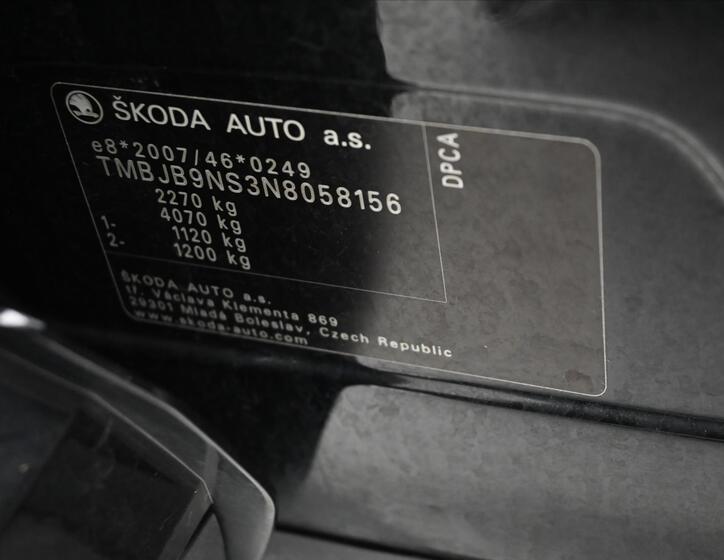 ŠKODA AUTO a.s.
DPCA
e8*2007/46*0249
TMBJB9NS3N8058156
2270 kg
4070 kg
1- 1120 kg
2- 1200 kg
ŠKODA AUTO a.s.
tř. Václava Klementa 869
29301 Mladá Boleslav, Czech Republic
www.skoda-auto.com